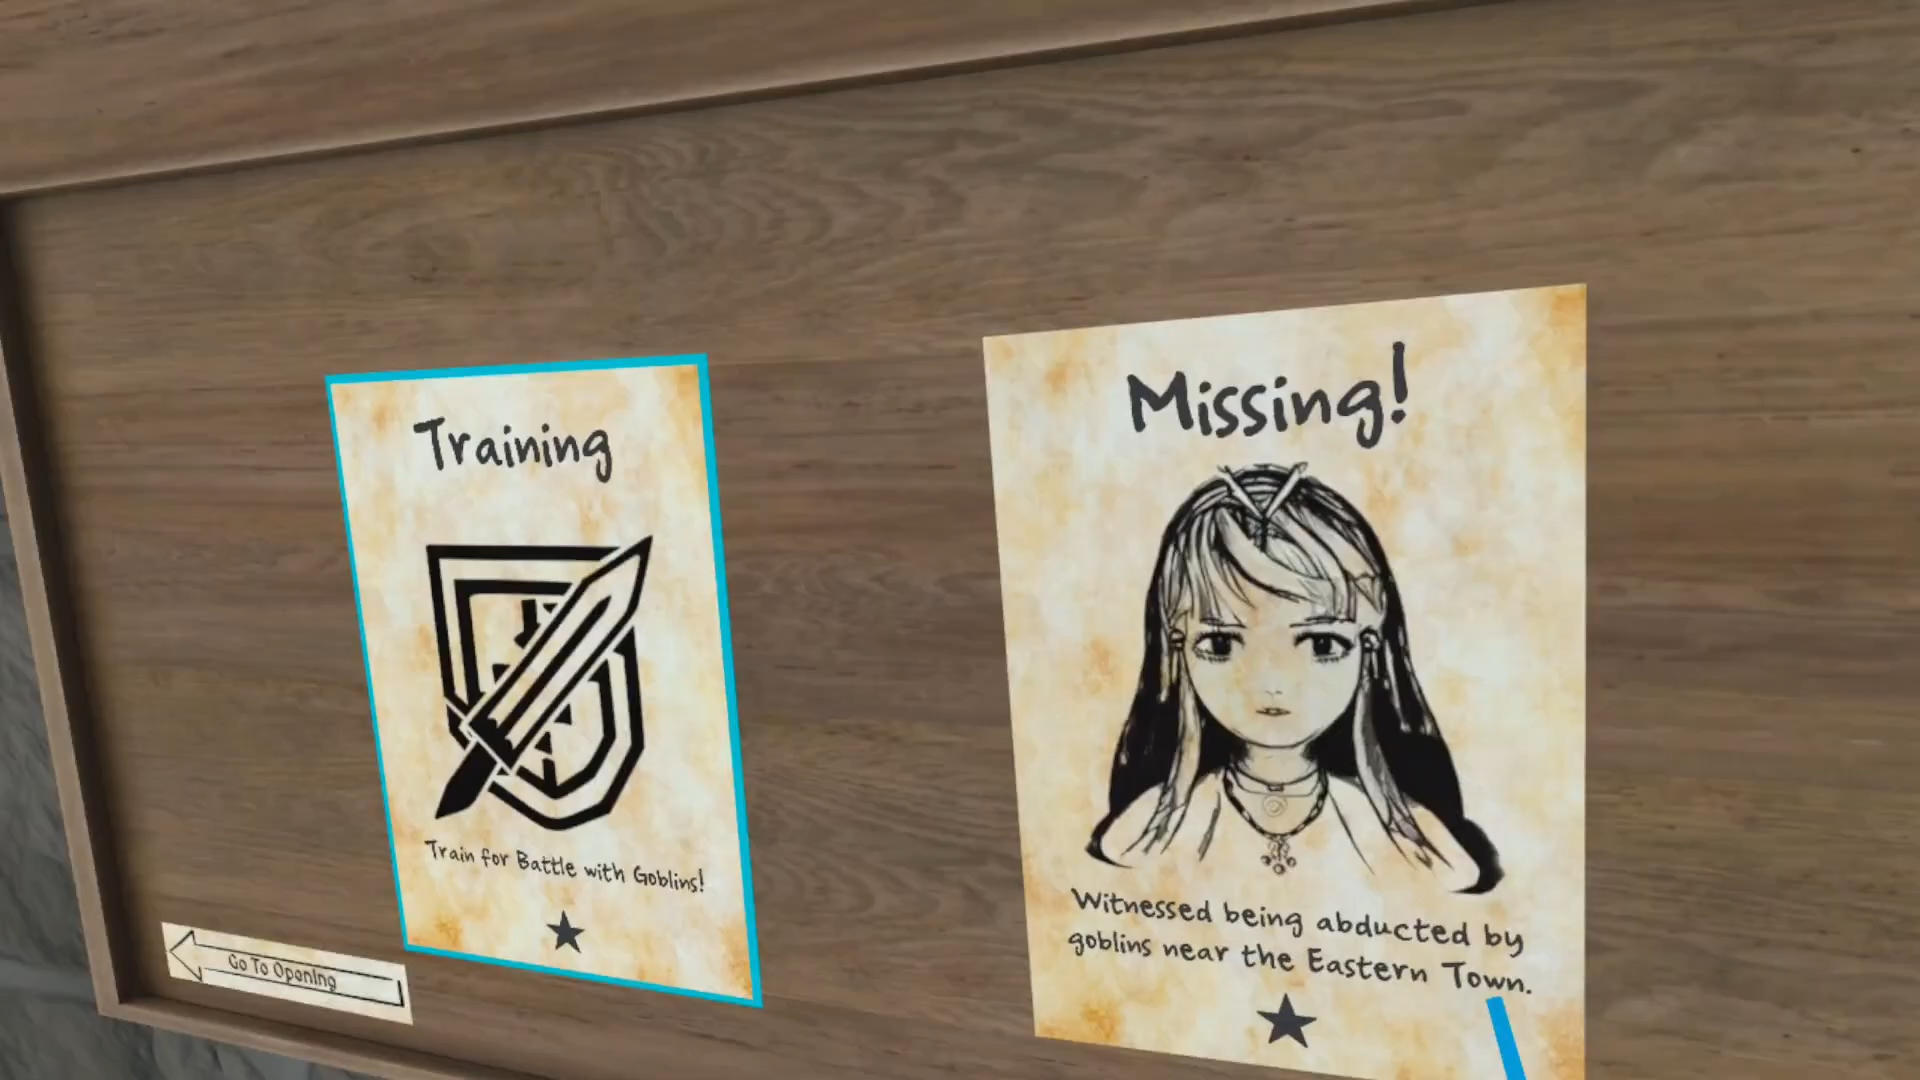 Training
Train for Battle with Goblins!
Go To Opening
Missing!
Witnessed being abducted by
goblins near the Eastern Town.